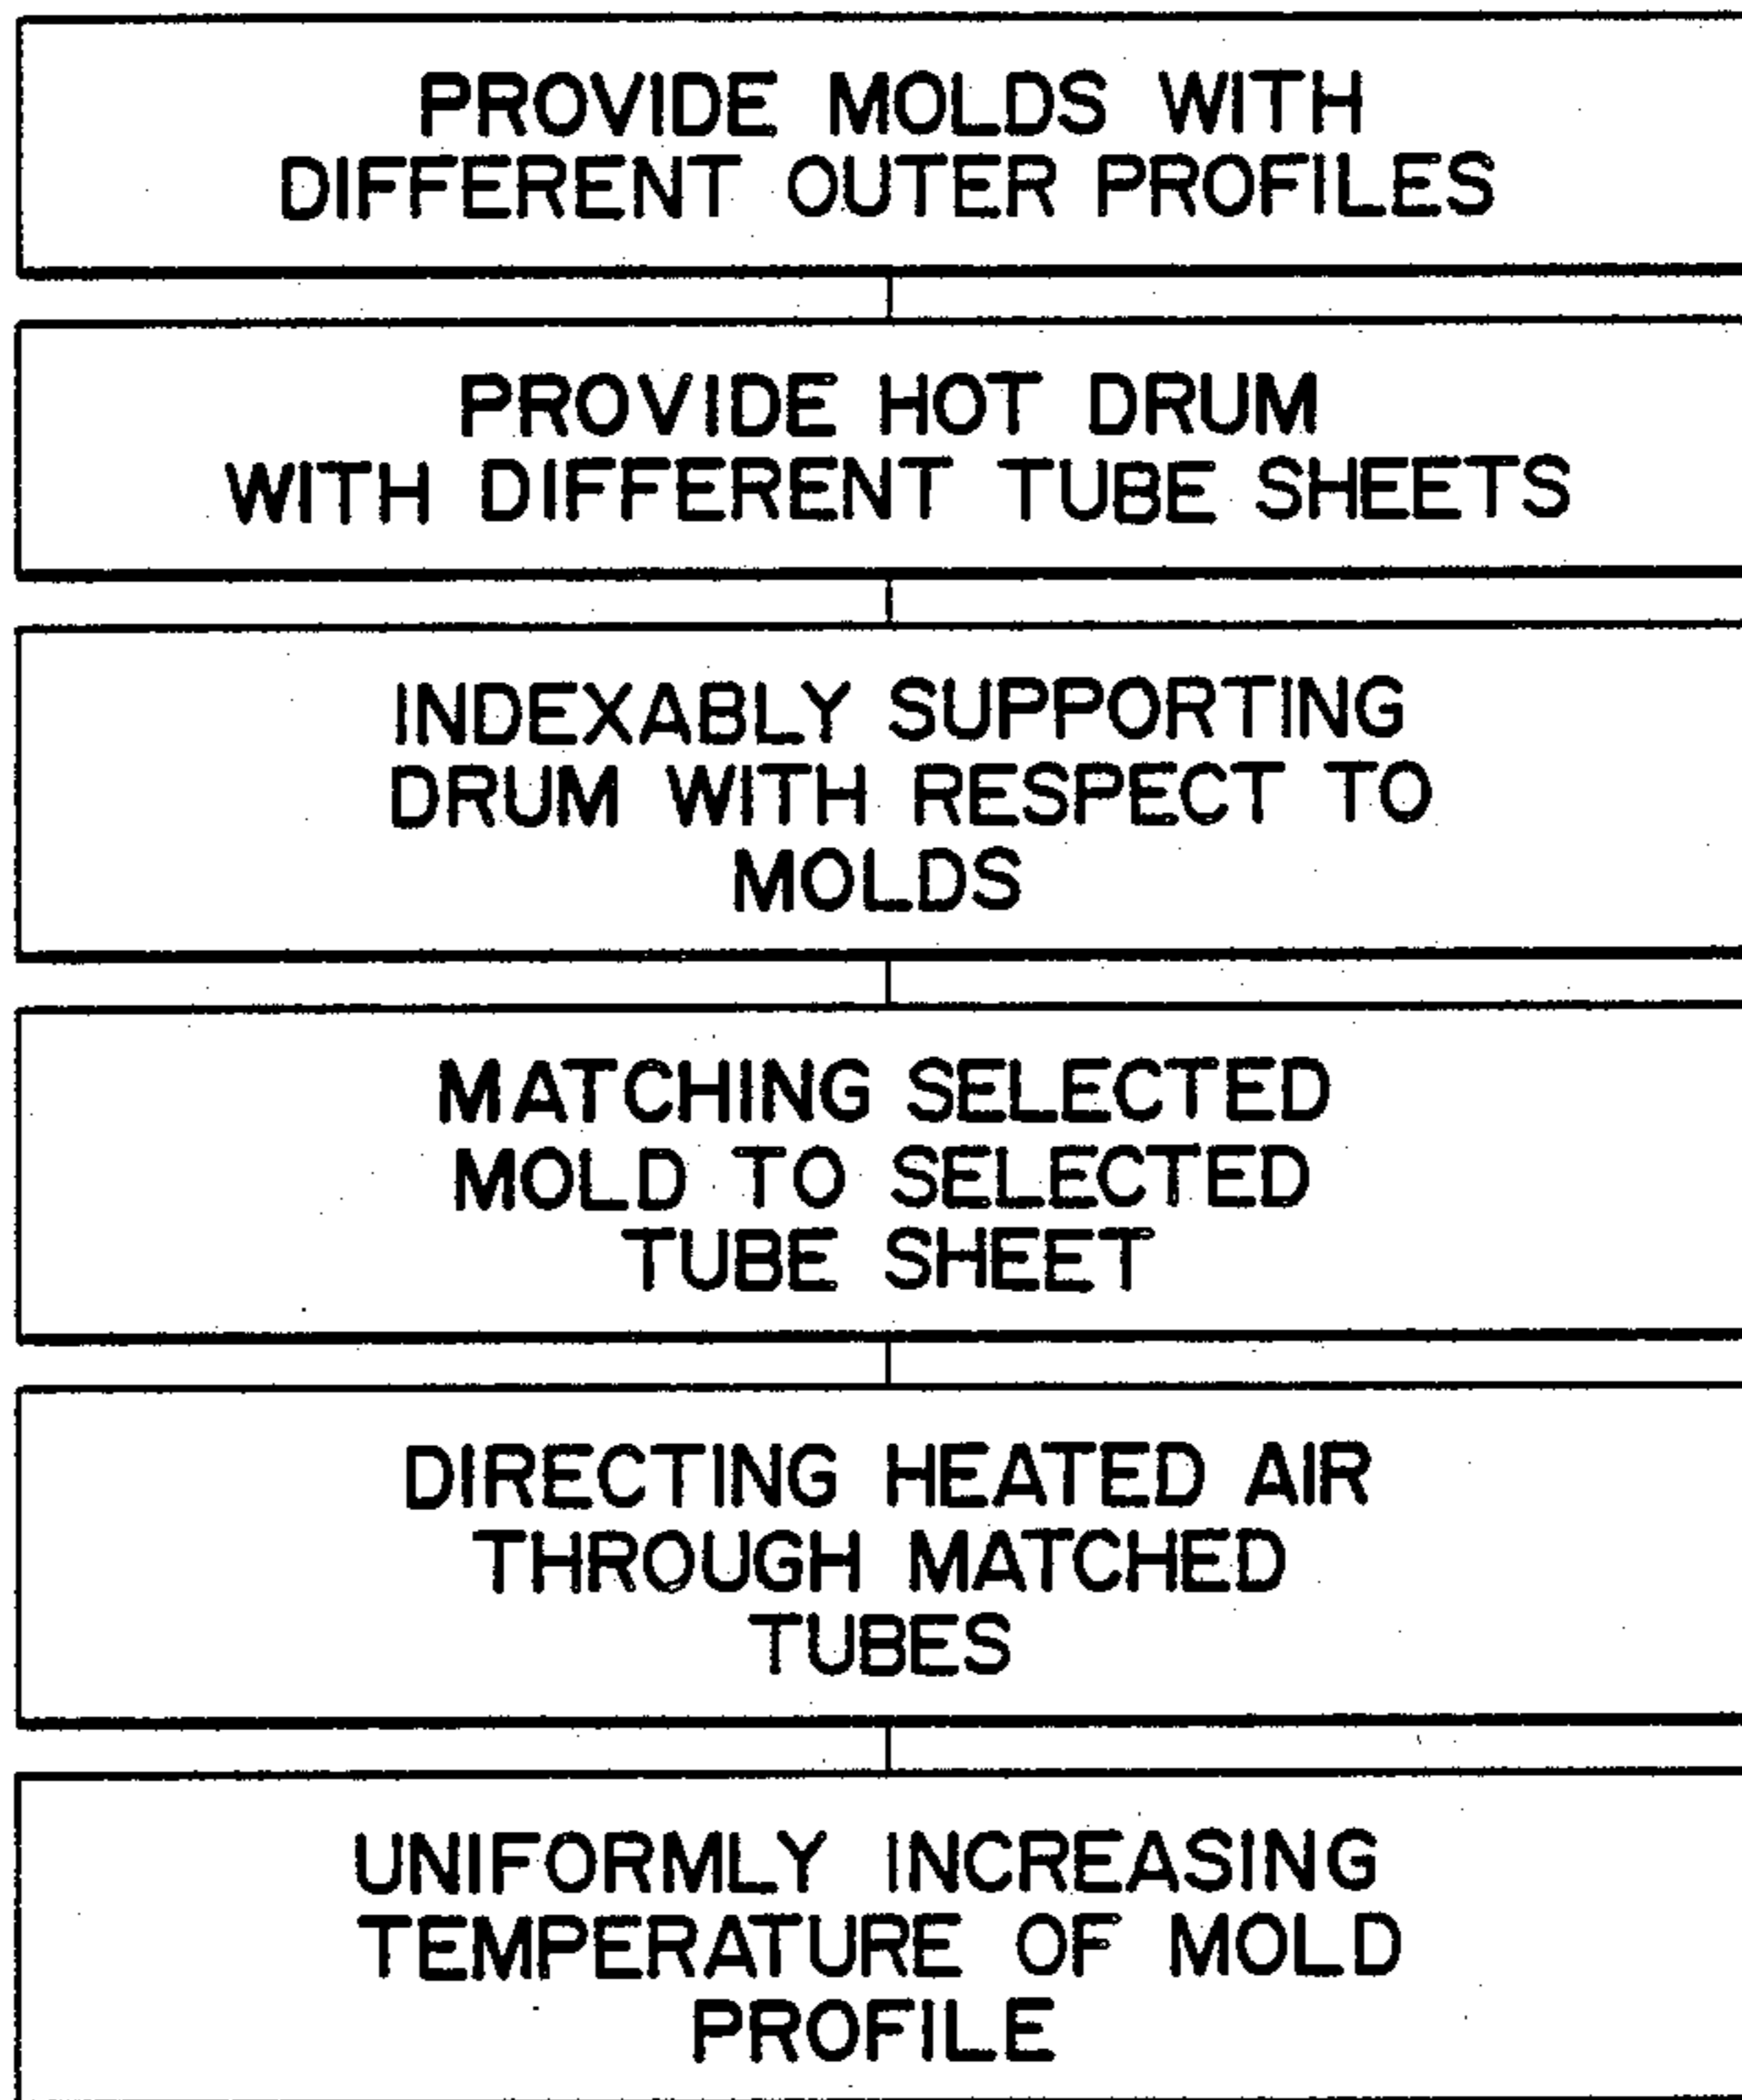 PROVIDE MOLDS WITH
DIFFERENT OUTER PROFILES
PROVIDE HOT DRUM
WITH DIFFERENT TUBE SHEETS
INDEXABLY SUPPORTING
DRUM WITH RESPECT TO
MOLDS
MATCHING SELECTED
MOLD TO SELECTED
TUBE SHEET
DIRECTING HEATED AIR
THROUGH MATCHED
TUBES
UNIFORMLY INCREASING
TEMPERATURE OF MOLD
PROFILE